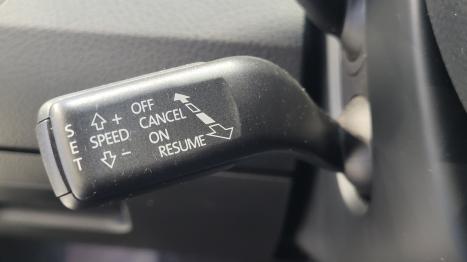 SET
+
SPEED
−
OFF
CANCEL
ON
RESUME